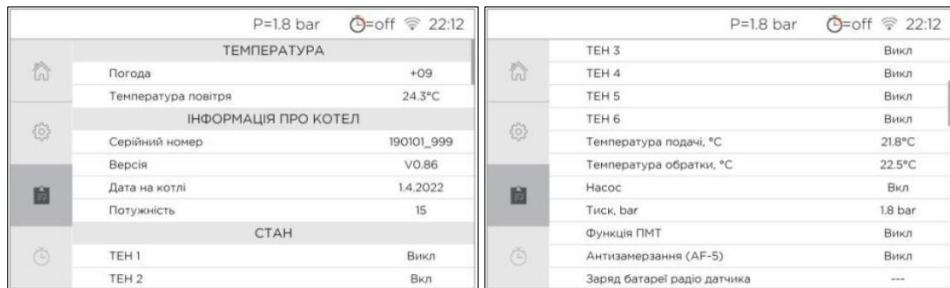 P=1.8 bar =off 22:12
ТЕМПЕРАТУРА
Погода +09
Температура повітря 24.3°C
ІНФОРМАЦІЯ ПРО КОТЕЛ
Серійний номер 190101_999
Версія V0.86
Дата на котлі 1.4.2022
Потужність 15
СТАН
ТЕН 1 Викл
ТЕН 2 Вкл
P=1.8 bar =off 22:12
ТЕН 3 Викл
ТЕН 4 Викл
ТЕН 5 Викл
ТЕН 6 Викл
Температура подачі, °C 21.8°C
Температура обратки, °C 22.5°C
Насос Вкл
Тиск, bar 1.8 bar
Функція ПМТ Викл
Антизамерзання (AF-5) Викл
Заряд батареї радіо датчика ---